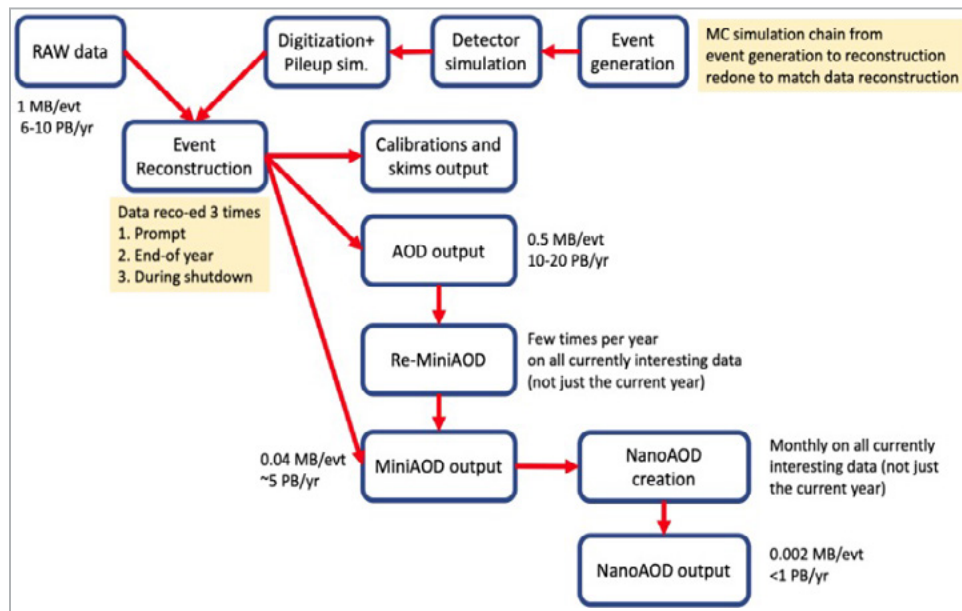 RAW data
Digitization+
Pileup sim.
Detector
simulation
Event
generation
MC simulation chain from
event generation to reconstruction
redone to match data reconstruction
1 MB/evt
6-10 PB/yr
Event
Reconstruction
Calibrations and
skims output
Data reco-ed 3 times
1. Prompt
2. End-of year
3. During shutdown
AOD output
0.5 MB/evt
10-20 PB/yr
Re-MiniAOD
Few times per year
on all currently interesting data
(not just the current year)
0.04 MB/evt
~5 PB/yr
MiniAOD output
NanoAOD
creation
Monthly on all currently
interesting data (not just
the current year)
NanoAOD output
0.002 MB/evt
<1 PB/yr